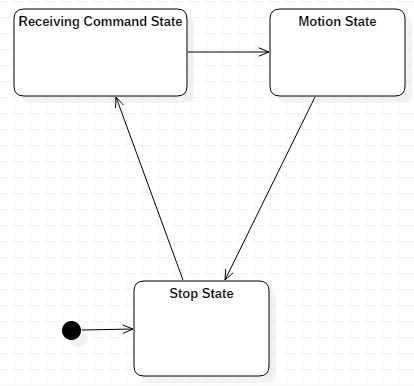 Receiving Command State
Motion State
Stop State